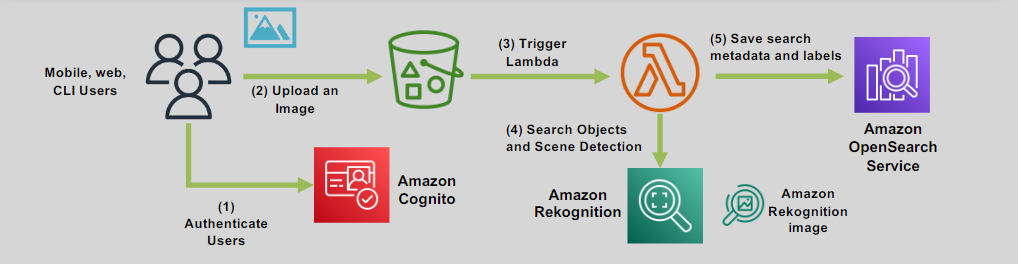 Mobile, web,
CLI Users
(2) Upload an
Image
(1)
Authenticate
Users
Amazon
Cognito
(3) Trigger
Lambda
(4) Search Objects
and Scene Detection
Amazon
Rekognition
Amazon
Rekognition
image
(5) Save search
metadata and labels
Amazon
OpenSearch
Service